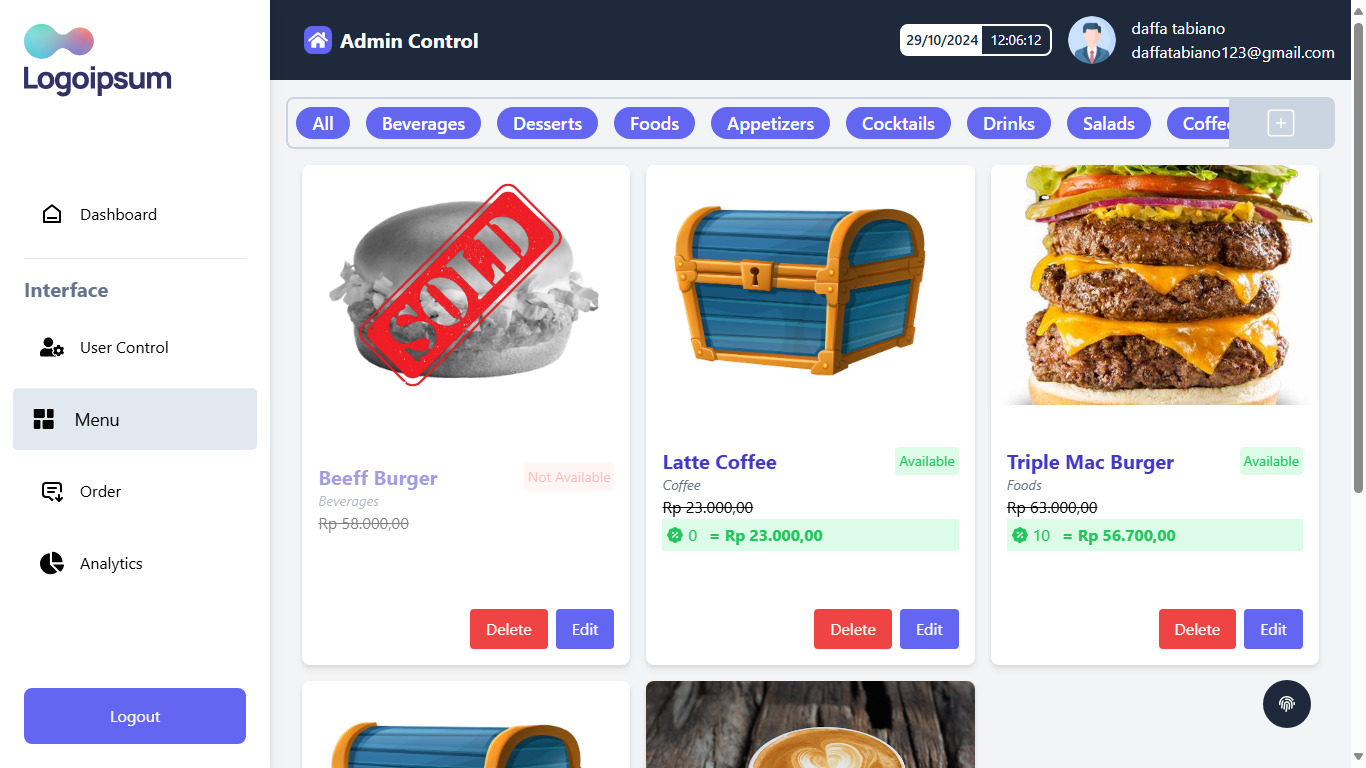 Logoipsum
Admin Control
29/10/2024 12:06:12
daffa tabiano
daffatabiano123@gmail.com
Dashboard
Interface
User Control
Menu
Order
Analytics
Logout
All Beverages Desserts Foods Appetizers Cocktails Drinks Salads Coffee
SOLD
Beeff Burger Not Available
Beverages
Rp 58.000,00
Delete Edit
Latte Coffee Available
Coffee
Rp 23.000,00
0 = Rp 23.000,00
Delete Edit
Triple Mac Burger Available
Foods
Rp 63.000,00
10 = Rp 56.700,00
Delete Edit